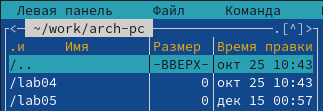 Левая панель Файл Команда
<─ ~/work/arch-pc ─.[^]>
.и Имя Размер Время правки
/.. -ВВЕРХ- окт 25 10:43
/lab04 0 окт 25 10:43
/lab05 0 дек 15 00:57